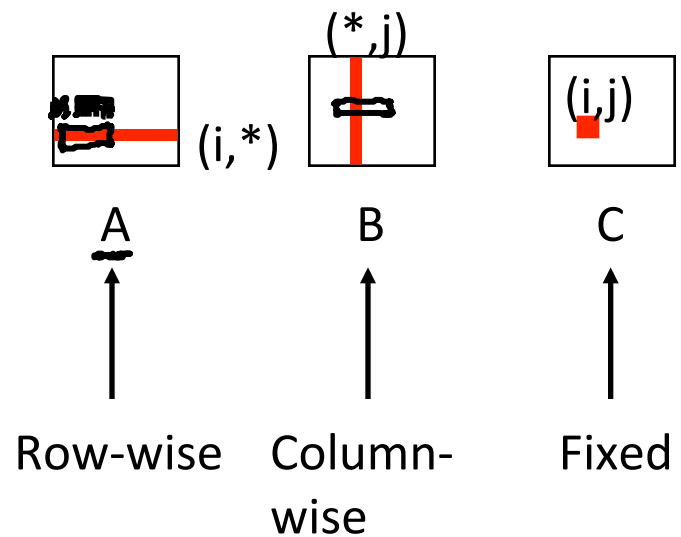 (*,j)
(i,j)
(i,*)
A B C
Row-wise Column-wise Fixed